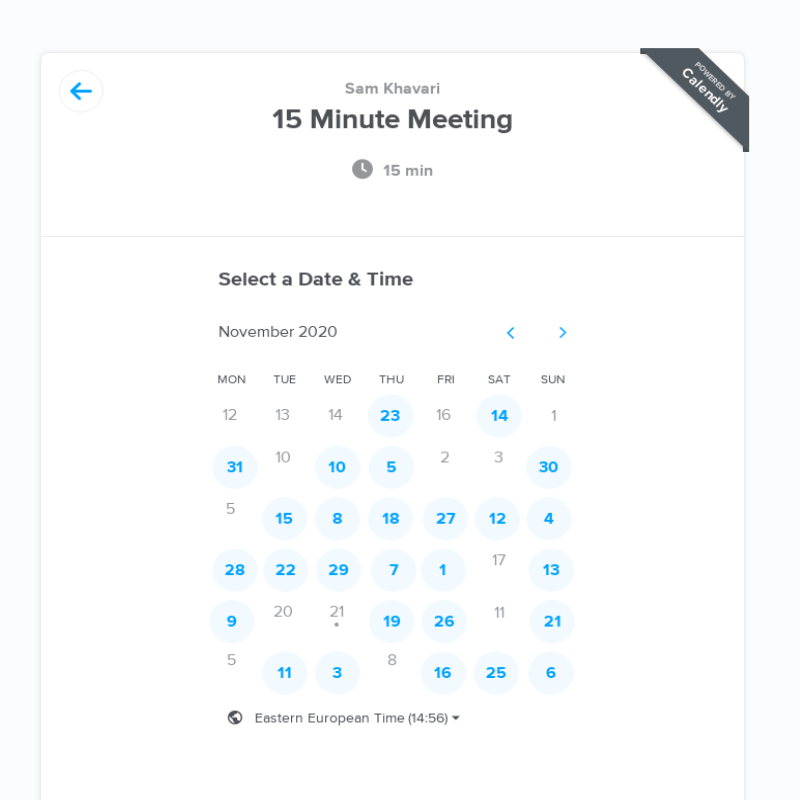 POWERED BY
Calendly
Sam Khavari
15 Minute Meeting
15 min
Select a Date & Time
November 2020
MON TUE WED THU FRI SAT SUN
12 13 14 23 16 14 1
31 10 10 5 2 3 30
5 15 8 18 27 12 4
28 22 29 7 1 17 13
9 20 21 19 26 11 21
5 11 3 8 16 25 6
Eastern European Time (14:56)